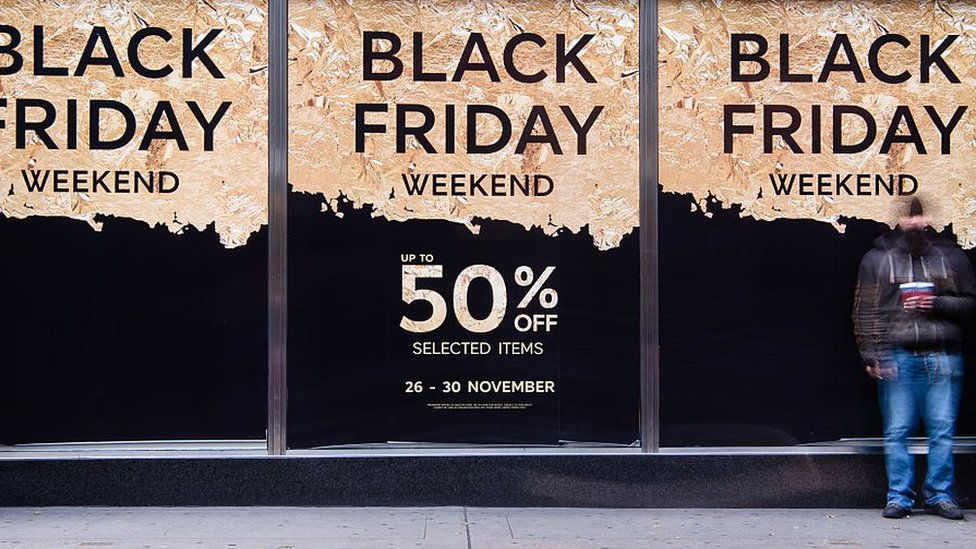 BLACK
FRIDAY
WEEKEND
BLACK
FRIDAY
WEEKEND
UP TO
50%
OFF
SELECTED ITEMS
26 - 30 NOVEMBER
BLACK
FRIDAY
WEEKEND